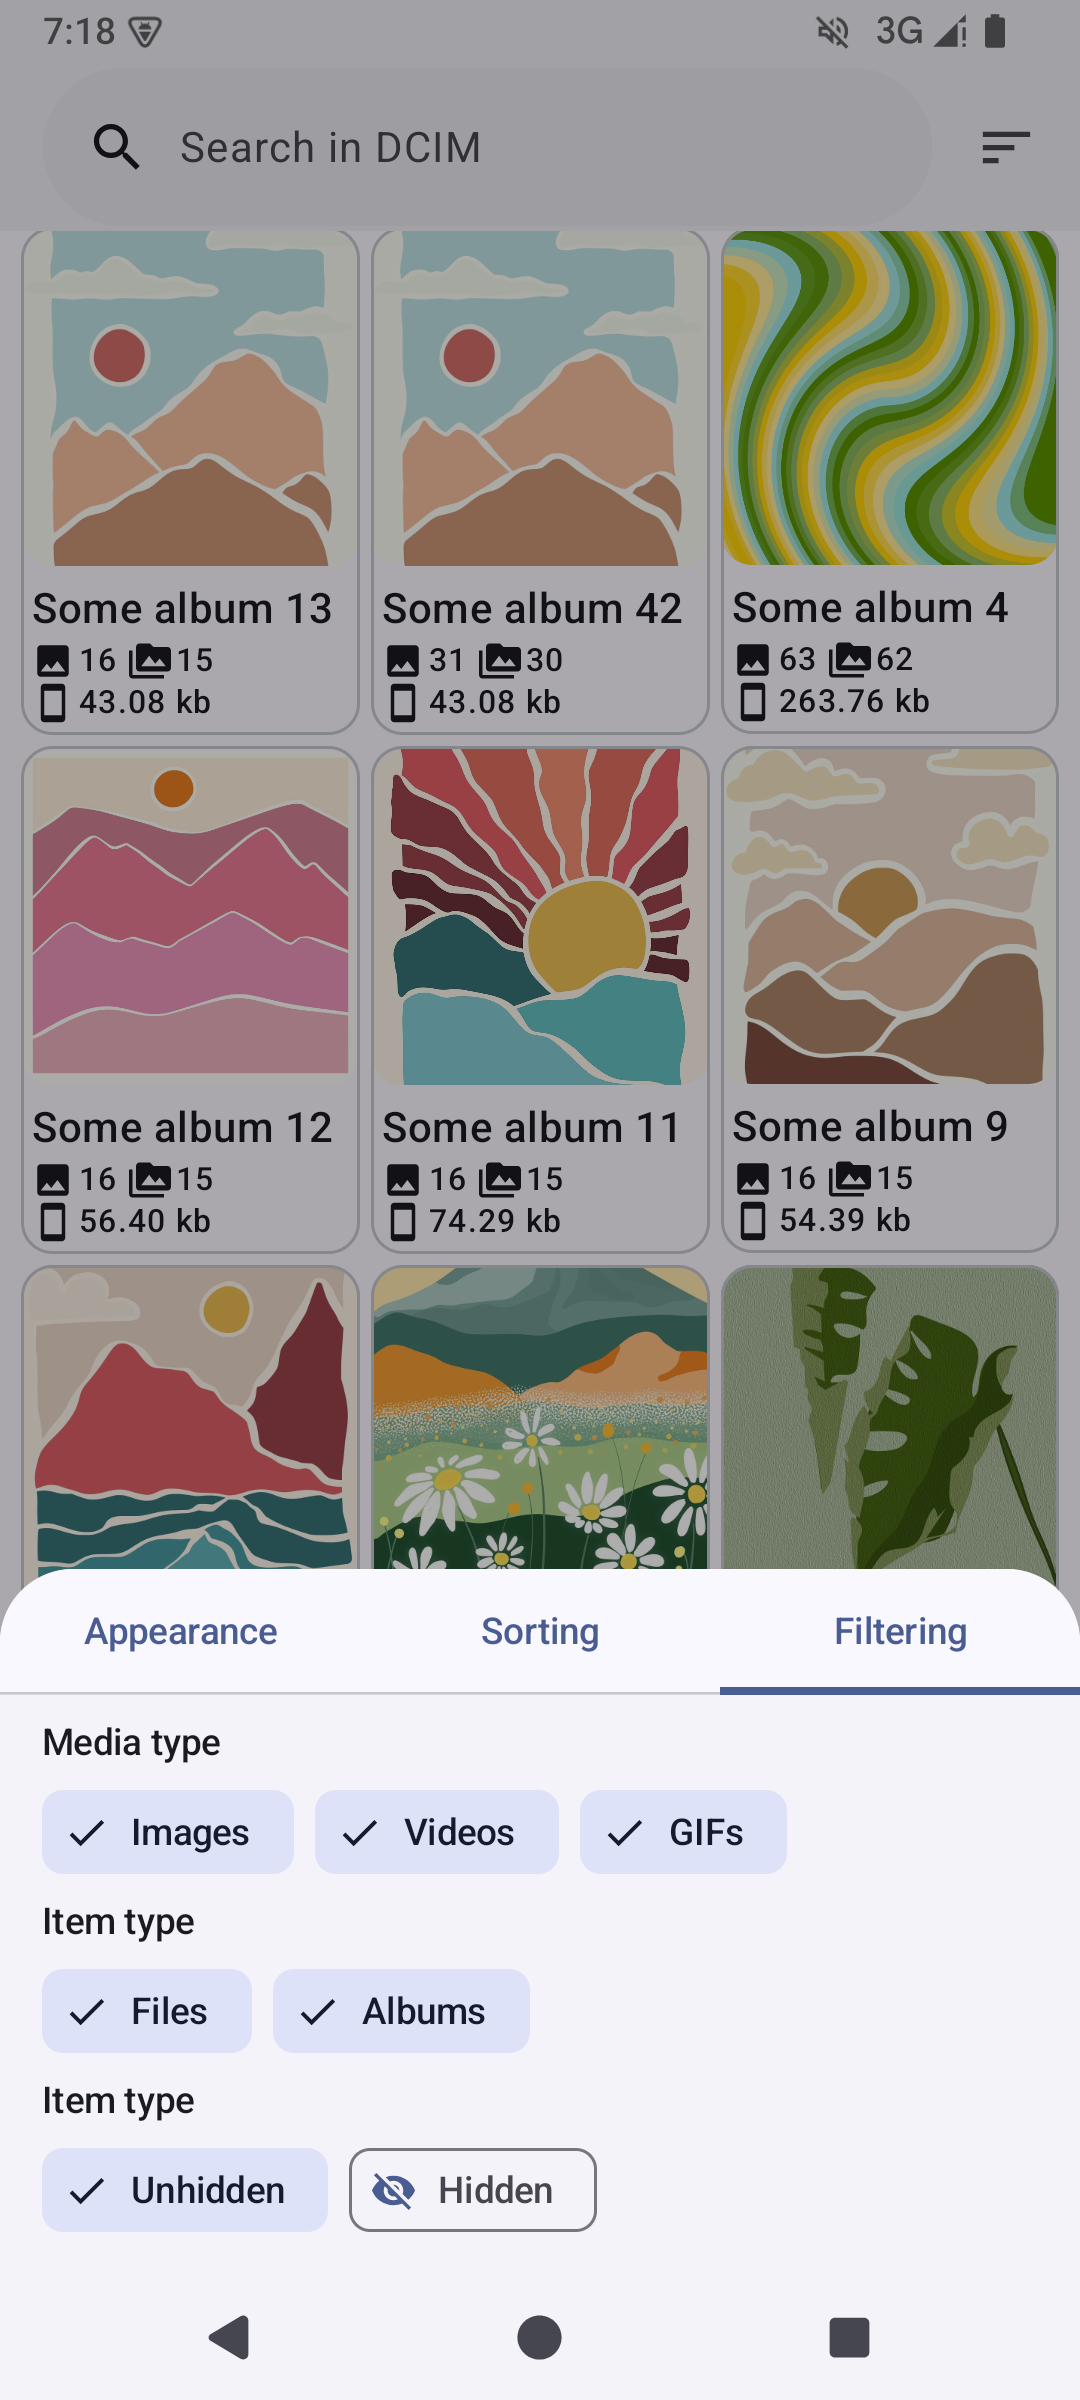 7:18 3G
Search in DCIM
Some album 13
16 15
43.08 kb
Some album 42
31 30
43.08 kb
Some album 4
63 62
263.76 kb
Some album 12
16 15
56.40 kb
Some album 11
16 15
74.29 kb
Some album 9
16 15
54.39 kb
Appearance Sorting Filtering
Media type
Images Videos GIFs
Item type
Files Albums
Item type
Unhidden Hidden